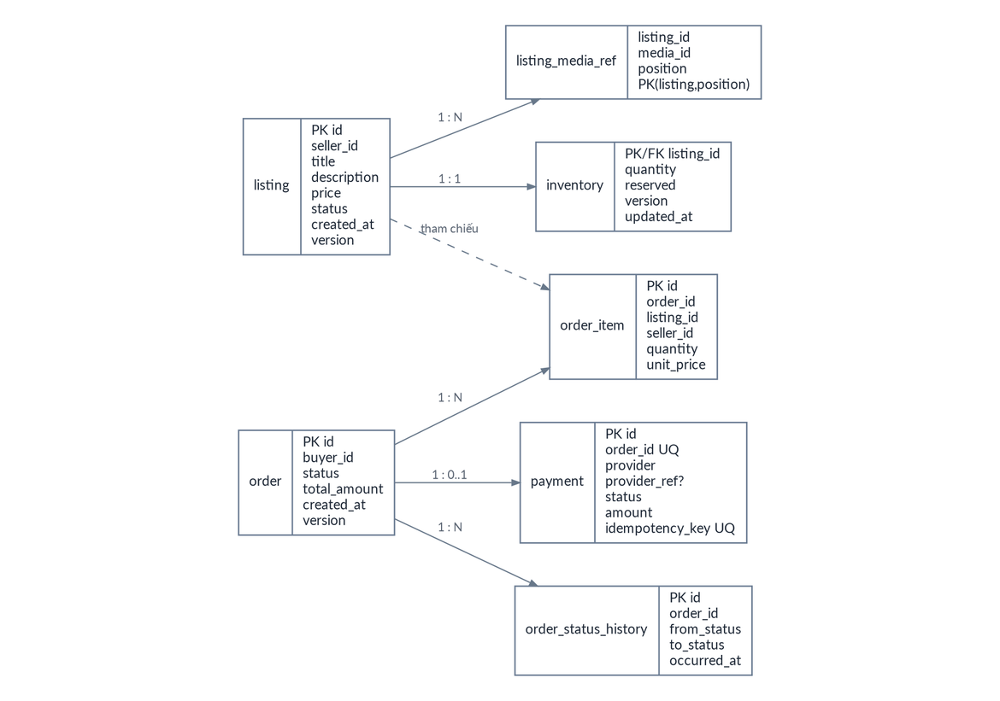 listing_media_ref
listing_id
media_id
position
PK(listing,position)
1 : N
listing
PK id
seller_id
title
description
price
status
created_at
version
1 : 1
inventory
PK/FK listing_id
quantity
reserved
version
updated_at
tham chiếu
order_item
PK id
order_id
listing_id
seller_id
quantity
unit_price
1 : N
order
PK id
buyer_id
status
total_amount
created_at
version
1 : 0..1
payment
PK id
order_id UQ
provider
provider_ref?
status
amount
idempotency_key UQ
1 : N
order_status_history
PK id
order_id
from_status
to_status
occurred_at